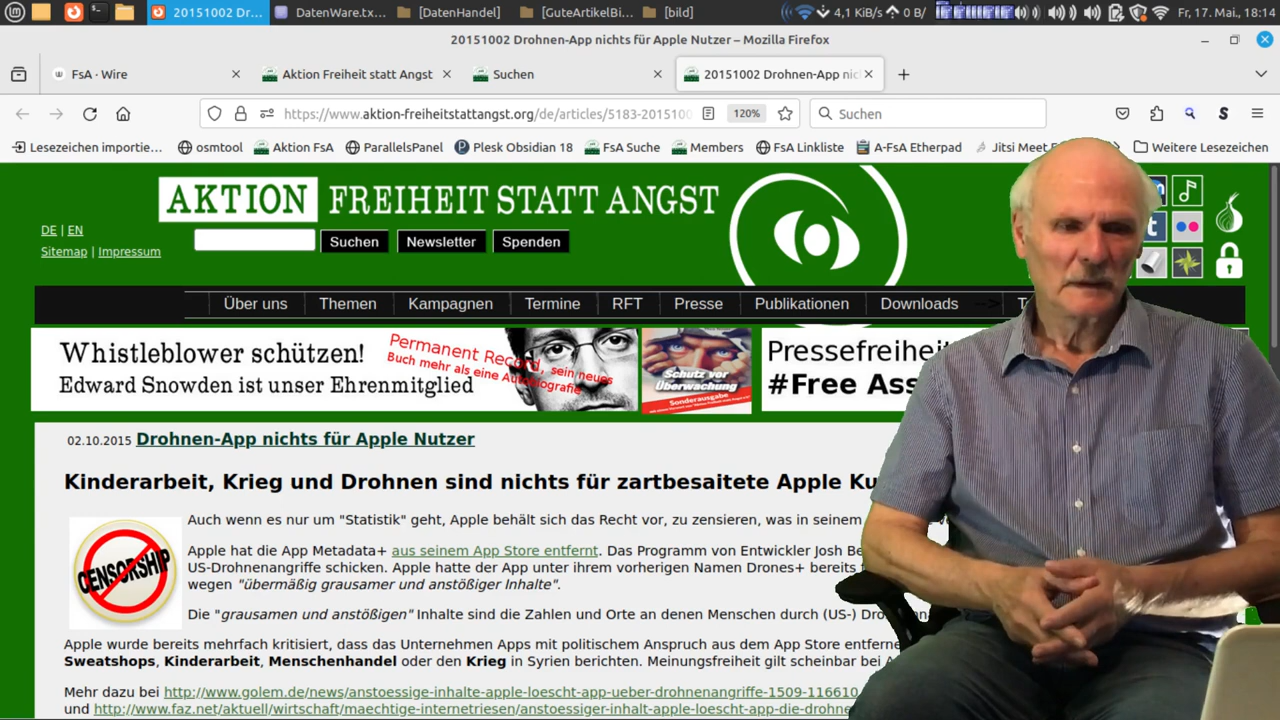 20151002 Dr…
DatenWare.tx…
[DatenHandel]
[GuteArtikelBi…
[bild]
4,1 KiB/s
0 B/
Fr, 17. Mai., 18:14
20151002 Drohnen-App nichts für Apple Nutzer – Mozilla Firefox
FsA · Wire
Aktion Freiheit statt Angst
Suchen
20151002 Drohnen-App nic
https://www.aktion-freiheitstattangst.org/de/articles/5183-2015100
120%
Suchen
Lesezeichen importie…
osmtool
Aktion FsA
ParallelsPanel
Plesk Obsidian 18
FsA Suche
Members
FsA Linkliste
A-FsA Etherpad
Jitsi Meet
Weitere Lesezeichen
AKTION FREIHEIT STATT ANGST
DE | EN
Sitemap | Impressum
Suchen
Newsletter
Spenden
Über uns
Themen
Kampagnen
Termine
RFT
Presse
Publikationen
Downloads
-->
Whistleblower schützen!
Edward Snowden ist unser Ehrenmitglied
Permanent Record, sein neues
Buch mehr als eine Autobiografie
Schutz vor
Überwachung
Sonderausgabe
Pressefreiheit
#Free Ass
02.10.2015 Drohnen-App nichts für Apple Nutzer
Kinderarbeit, Krieg und Drohnen sind nichts für zartbesaitete Apple Ku
CENSORSHIP
Auch wenn es nur um "Statistik" geht, Apple behält sich das Recht vor, zu zensieren, was in seinem
Apple hat die App Metadata+ aus seinem App Store entfernt. Das Programm von Entwickler Josh Be
US-Drohnenangriffe schicken. Apple hatte der App unter ihrem vorherigen Namen Drones+ bereits
wegen "übermäßig grausamer und anstößiger Inhalte".
Die "grausamen und anstößigen" Inhalte sind die Zahlen und Orte an denen Menschen durch (US-)
Apple wurde bereits mehrfach kritisiert, dass das Unternehmen Apps mit politischem Anspruch aus dem App Store entferne
Sweatshops, Kinderarbeit, Menschenhandel oder den Krieg in Syrien berichten. Meinungsfreiheit gilt scheinbar bei
Mehr dazu bei http://www.golem.de/news/anstoessige-inhalte-apple-loescht-app-ueber-drohnenangriffe-1509-116610
und http://www.faz.net/aktuell/wirtschaft/maechtige-internetriesen/anstoessiger-inhalt-apple-loescht-app-die-drohne